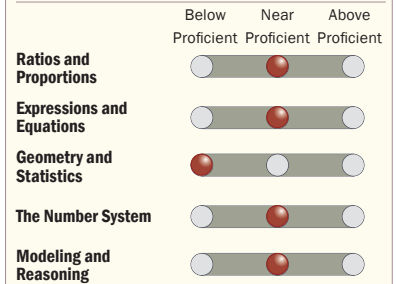 Below Near Above
Proficient Proficient Proficient
Ratios and
Proportions
Expressions and
Equations
Geometry and
Statistics
The Number System
Modeling and
Reasoning